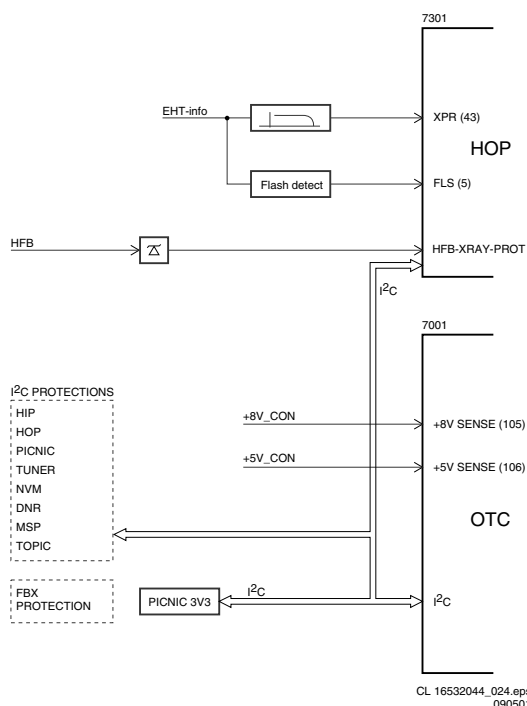 7301
EHT-info
XPR (43)
HOP
Flash detect
FLS (5)
HFB
HFB-XRAY-PROT
I2C
7001
I2C PROTECTIONS
HIP
HOP
PICNIC
TUNER
NVM
DNR
MSP
TOPIC
+8V_CON
+8V SENSE (105)
+5V_CON
+5V SENSE (106)
OTC
FBX
PROTECTION
PICNIC 3V3
I2C
I2C
CL 16532044_024.eps